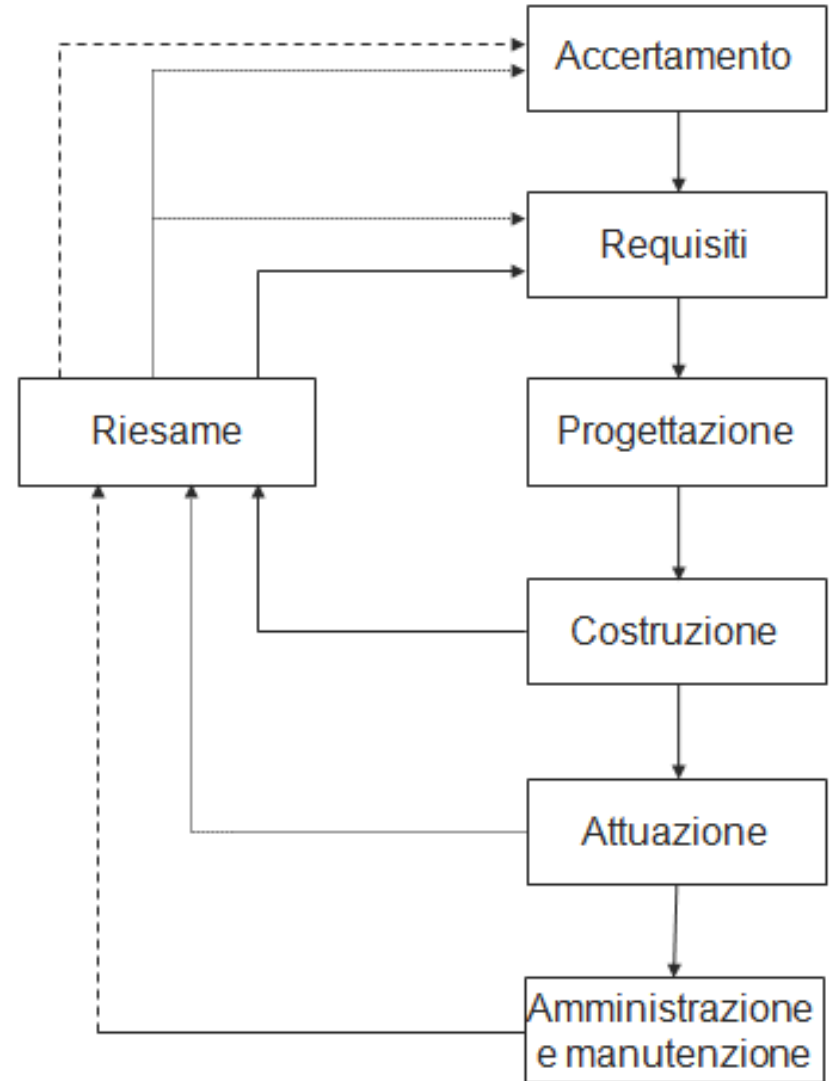 Accertamento
Requisiti
Riesame
Progettazione
Costruzione
Attuazione
Amministrazione
e manutenzione